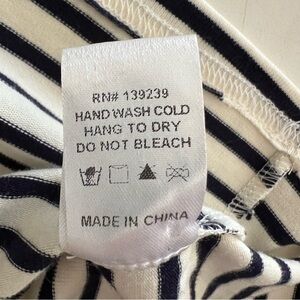 RN# 139239
HAND WASH COLD
HANG TO DRY
DO NOT BLEACH
MADE IN CHINA